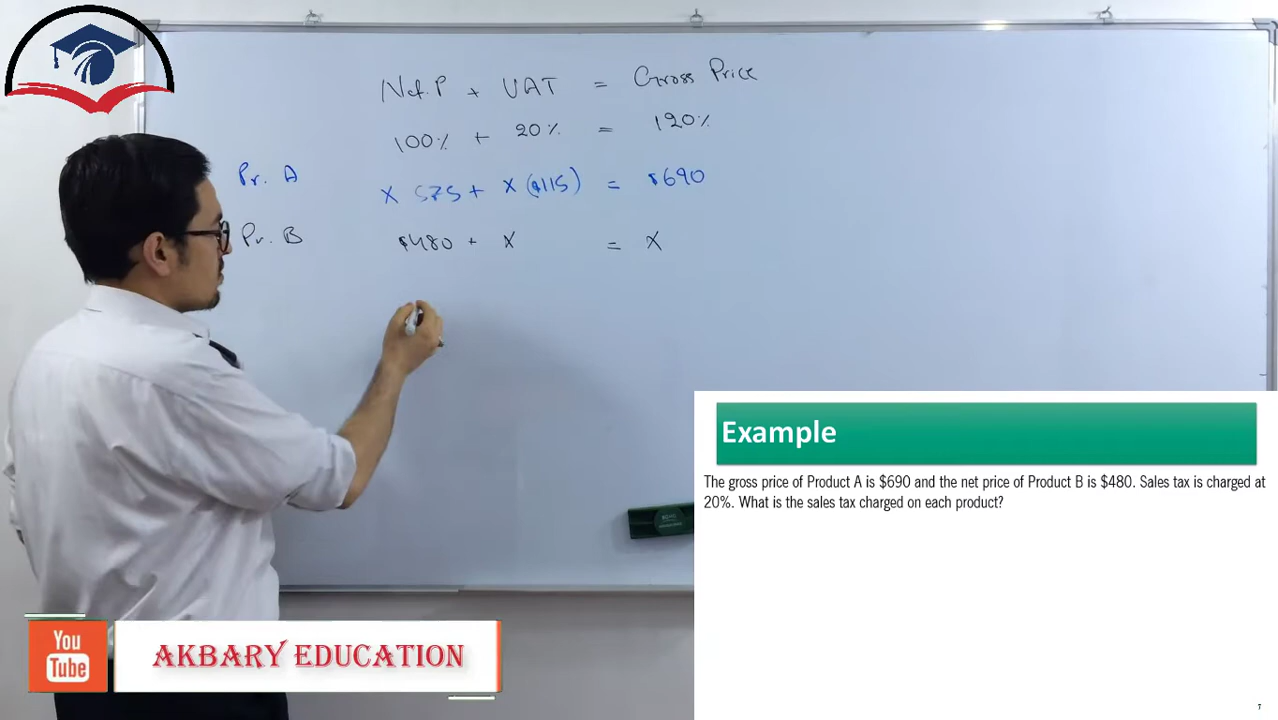 Net.P + VAT = Gross Price
100% + 20% = 120%
Pr. A X 575 + X ($115) = $690
Pr. B $480 + X = X
Example
The gross price of Product A is $690 and the net price of Product B is $480. Sales tax is charged at
20%. What is the sales tax charged on each product?
You
Tube
AKBARY EDUCATION
7